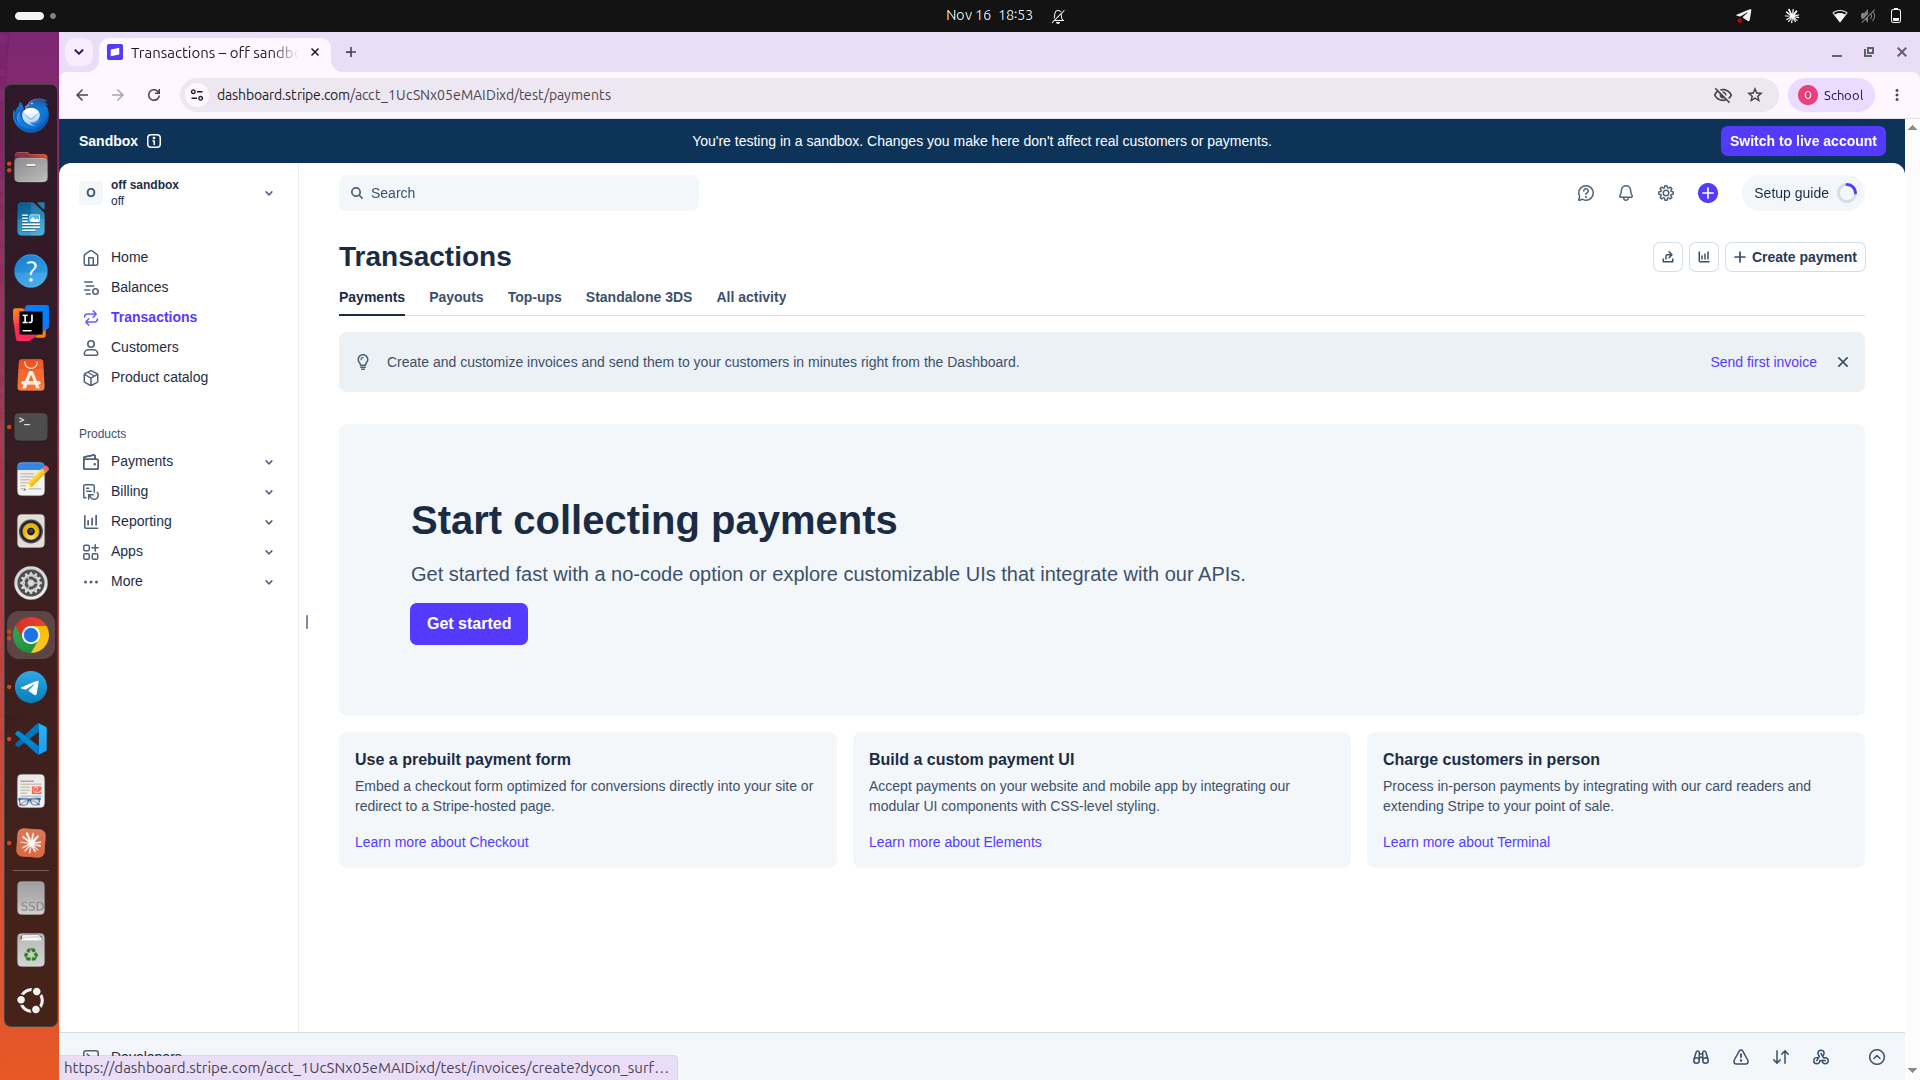 Nov 16 18:53
Transactions – off sandb
dashboard.stripe.com/acct_1UcSNx05eMAIDixd/test/payments
O School
Sandbox
You're testing in a sandbox. Changes you make here don't affect real customers or payments.
Switch to live account
O
off sandbox
off
Search
Setup guide
Home
Balances
Transactions
Customers
Product catalog
Products
Payments
Billing
Reporting
Apps
More
Developers
Transactions
Create payment
Payments
Payouts
Top-ups
Standalone 3DS
All activity
Create and customize invoices and send them to your customers in minutes right from the Dashboard.
Send first invoice
Start collecting payments
Get started fast with a no-code option or explore customizable UIs that integrate with our APIs.
Get started
Use a prebuilt payment form
Embed a checkout form optimized for conversions directly into your site or
redirect to a Stripe-hosted page.
Learn more about Checkout
Build a custom payment UI
Accept payments on your website and mobile app by integrating our
modular UI components with CSS-level styling.
Learn more about Elements
Charge customers in person
Process in-person payments by integrating with our card readers and
extending Stripe to your point of sale.
Learn more about Terminal
https://dashboard.stripe.com/acct_1UcSNx05eMAIDixd/test/invoices/create?dycon_surf…
IJ
SSD